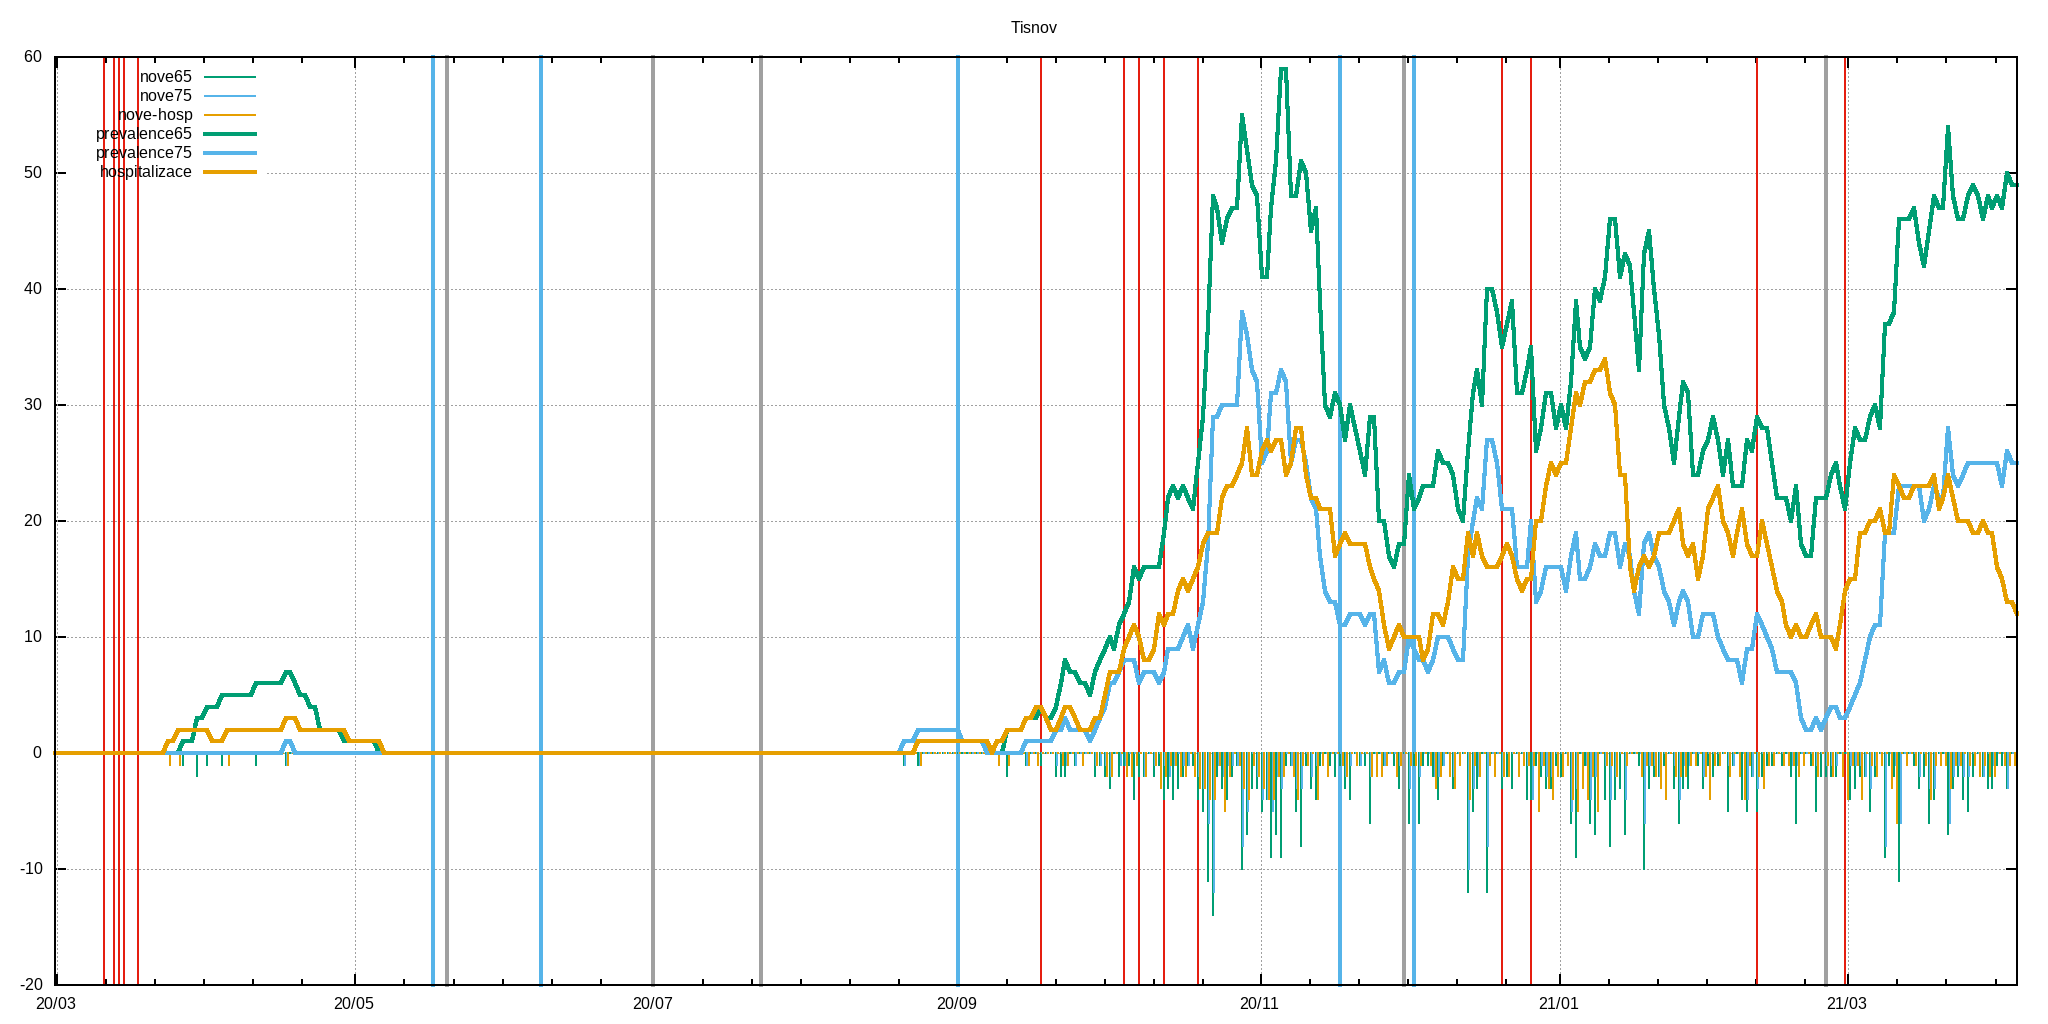 Tisnov
60
50
40
30
20
10
0
-10
-20
nove65
nove75
nove-hosp
prevalence65
prevalence75
hospitalizace
20/03 20/05 20/07 20/09 20/11 21/01 21/03